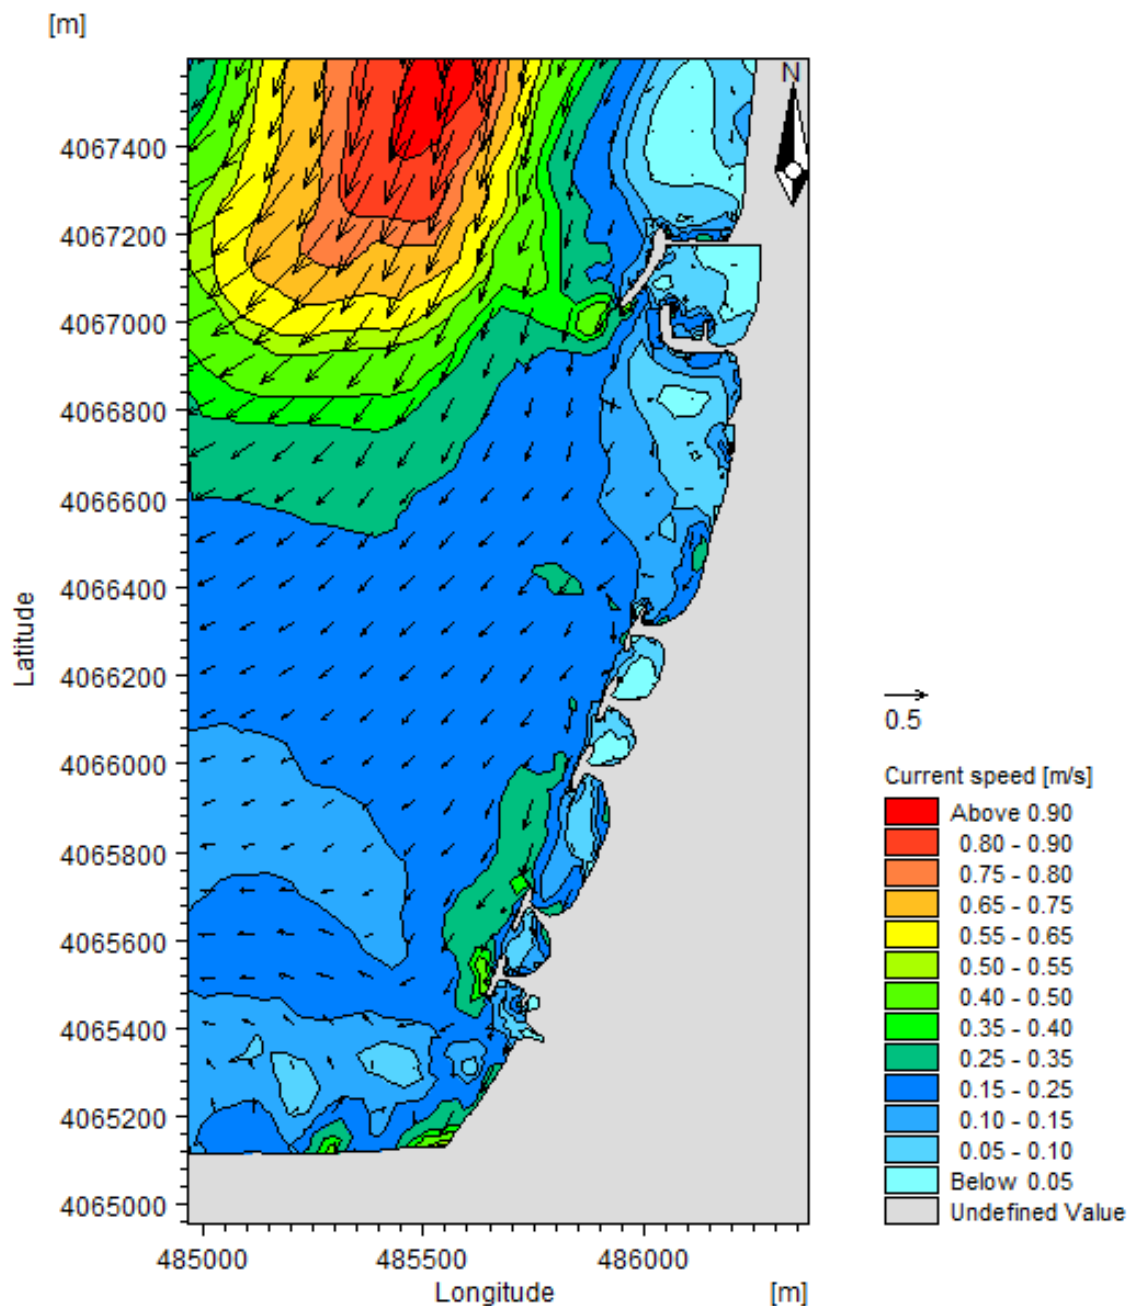 [m]
N
4067400
4067200
4067000
4066800
4066600
4066400
4066200
4066000
4065800
4065600
4065400
4065200
4065000
Latitude
485000 485500 486000
Longitude [m]
0.5
Current speed [m/s]
Above 0.90
0.80 - 0.90
0.75 - 0.80
0.65 - 0.75
0.55 - 0.65
0.50 - 0.55
0.40 - 0.50
0.35 - 0.40
0.25 - 0.35
0.15 - 0.25
0.10 - 0.15
0.05 - 0.10
Below 0.05
Undefined Value